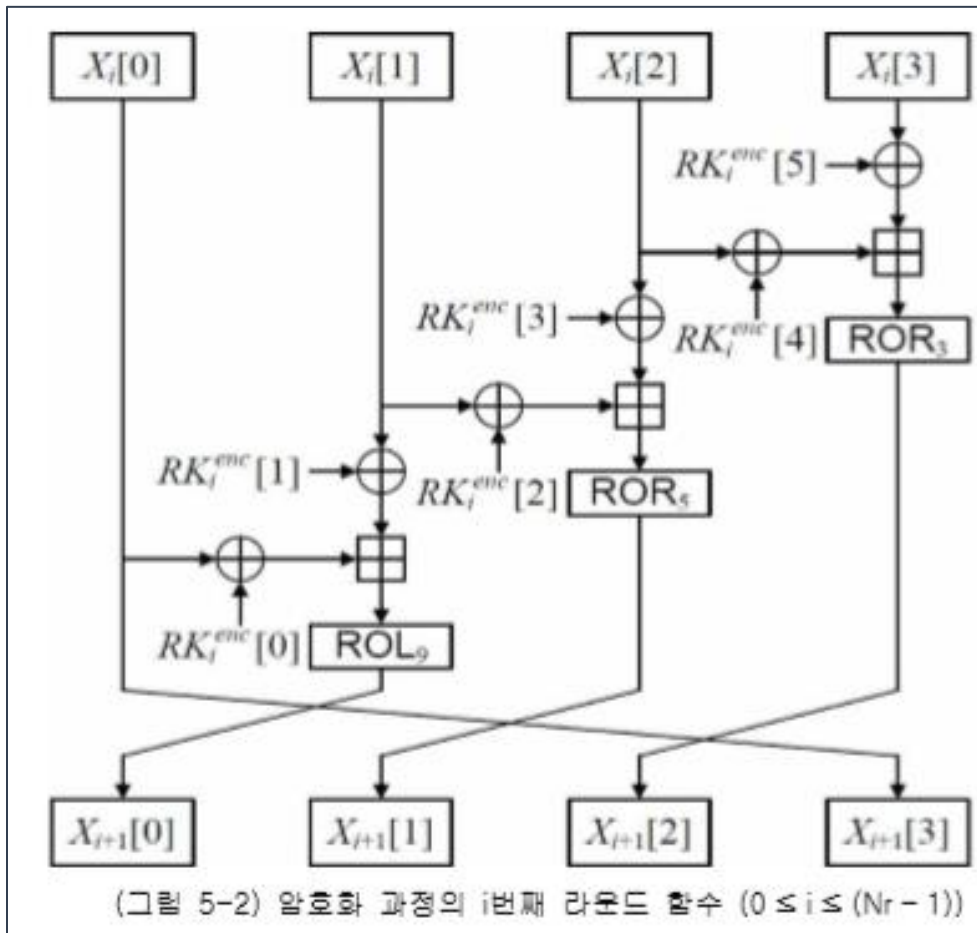 Xᵢ[0] Xᵢ[1] Xᵢ[2] Xᵢ[3]
RKᵢᵉⁿᶜ[5]
RKᵢᵉⁿᶜ[3] RKᵢᵉⁿᶜ[4] ROR₃
RKᵢᵉⁿᶜ[1] RKᵢᵉⁿᶜ[2] ROR₅
RKᵢᵉⁿᶜ[0] ROL₉
Xᵢ₊₁[0] Xᵢ₊₁[1] Xᵢ₊₁[2] Xᵢ₊₁[3]
(그림 5-2) 암호화 과정의 i번째 라운드 함수 (0 ≤ i ≤ (Nr − 1))